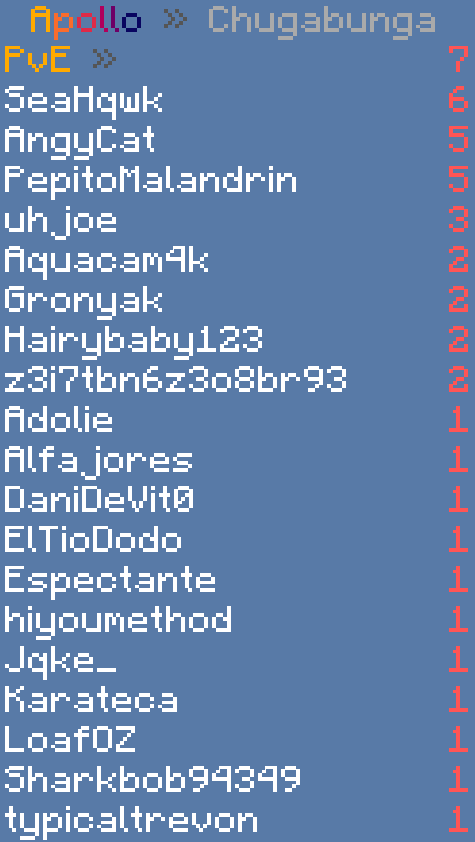 Apollo » Chugabunga
PvE » 7
SeaHqwk 6
AngyCat 5
PepitoMalandrin 5
uh_joe 3
Aquacam4k 2
Gronyak 2
Hairybaby123 2
z3i7tbn6z3o8br93 2
Adolie 1
Alfa_jores 1
DaniDeVit0 1
ElTioDodo 1
Espectante 1
hiyoumethod 1
Jqke_ 1
Karateca 1
LoafOZ 1
Sharkbob94349 1
typicaltrevon 1